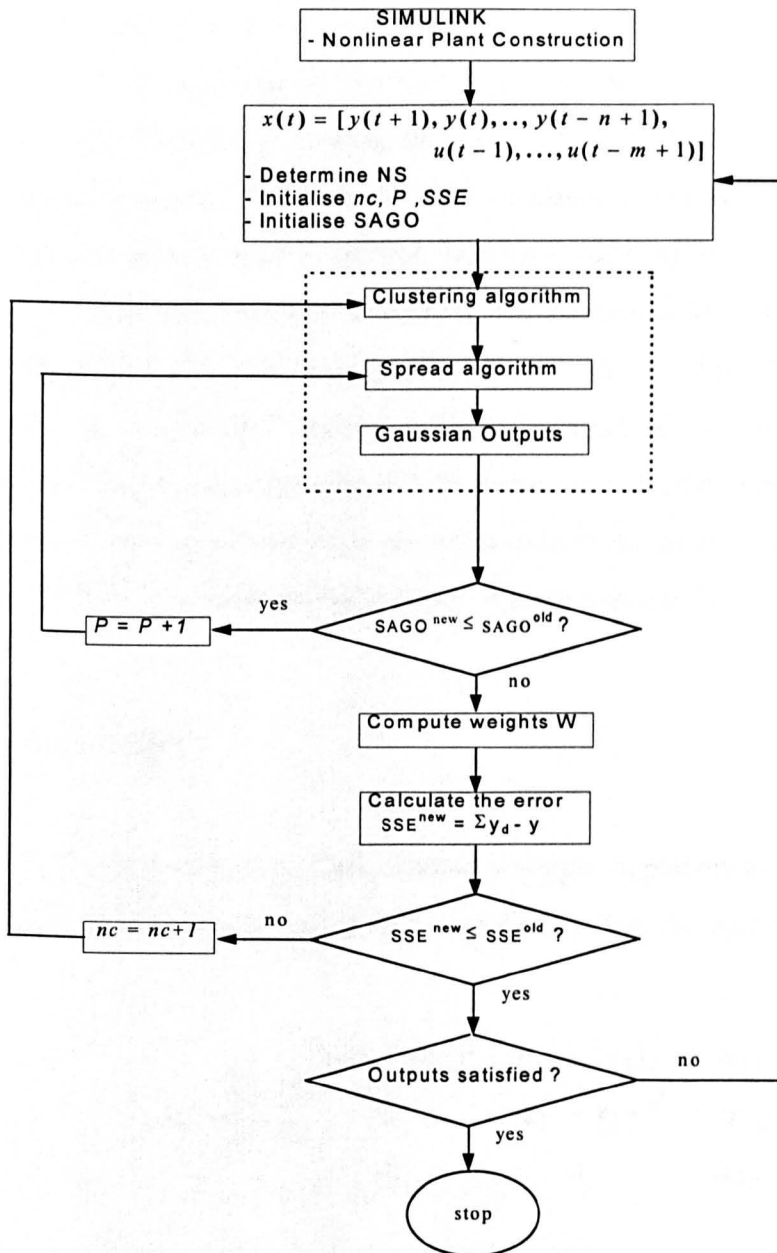 SIMULINK
- Nonlinear Plant Construction
x(t) = [y(t+1), y(t),.., y(t-n+1),
u(t-1),...,u(t-m+1)]
- Determine NS
- Initialise nc, P ,SSE
- Initialise SAGO
Clustering algorithm
Spread algorithm
Gaussian Outputs
yes
P = P +1
SAGO new ≤ SAGO old ?
no
Compute weights W
Calculate the error
SSE new = Σ y_d - y
no
nc = nc+1
SSE new ≤ SSE old ?
yes
Outputs satisfied ?
no
yes
stop